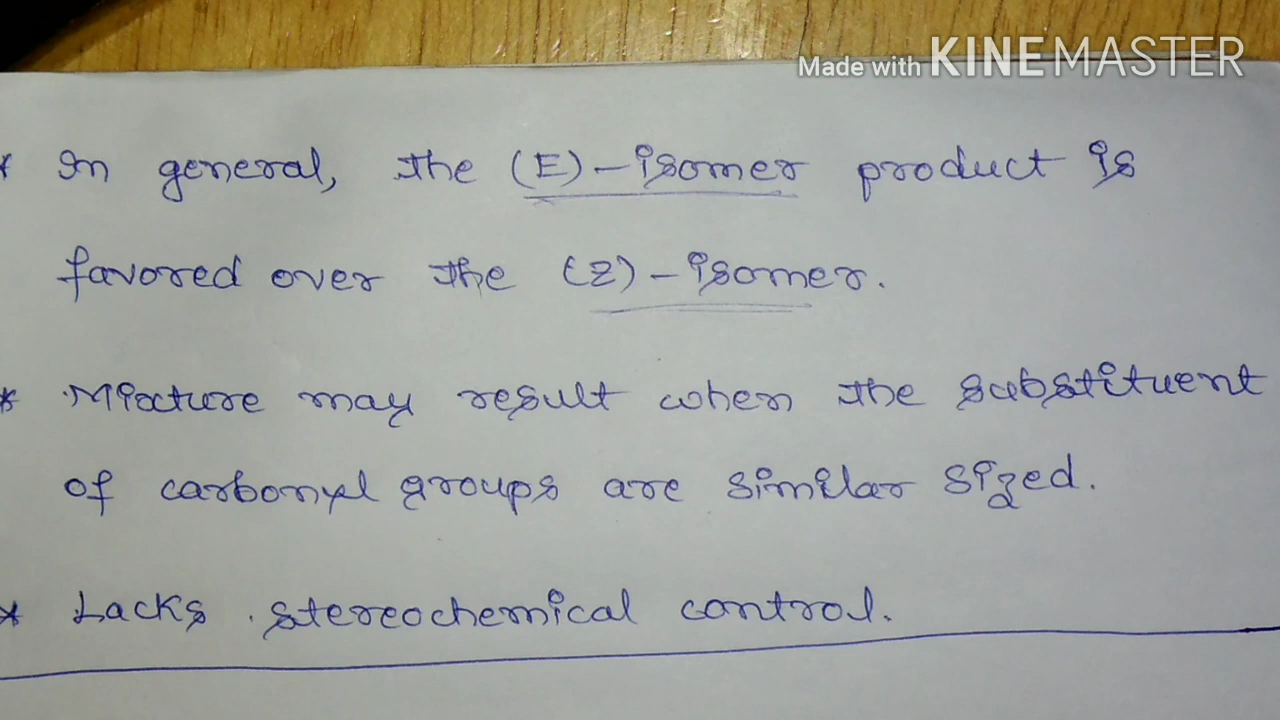 Made with KINEMASTER
* In general, the (E)-isomer product is
favored over the (Z)-isomer.
* Mixture may result when the substituent
of carbonyl groups are similar sized.
* Lacks stereochemical control.